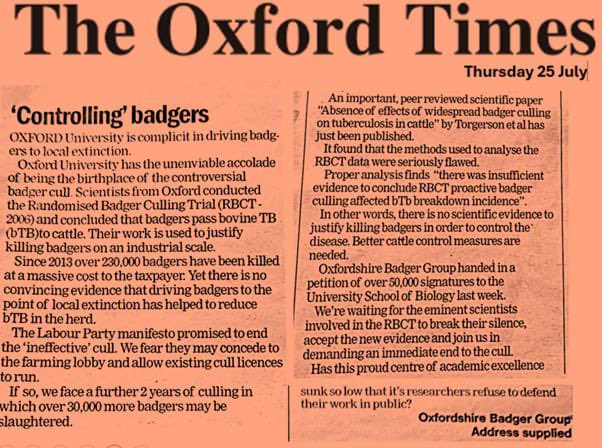 The Oxford Times
Thursday 25 July
'Controlling' badgers
OXFORD University is complicit in driving badg-
ers to local extinction.
Oxford University has the unenviable accolade
of being the birthplace of the controversial
badger cull. Scientists from Oxford conducted
the Randomised Badger Culling Trial (RBCT -
2006) and concluded that badgers pass bovine TB
(bTB)to cattle. Their work is used to justify
killing badgers on an industrial scale.
Since 2013 over 230,000 badgers have been killed
at a massive cost to the taxpayer. Yet there is no
convincing evidence that driving badgers to the
point of local extinction has helped to reduce
bTB in the herd.
The Labour Party manifesto promised to end
the 'ineffective' cull. We fear they may concede to
the farming lobby and allow existing cull licences
to run.
If so, we face a further 2 years of culling in
which over 30,000 more badgers may be
slaughtered.
An important, peer reviewed scientific paper
"Absence of effects of widespread badger culling
on tuberculosis in cattle" by Torgerson et al has
just been published.
It found that the methods used to analyse the
RBCT data were seriously flawed.
Proper analysis finds "there was insufficient
evidence to conclude RBCT proactive badger
culling affected bTb breakdown incidence".
In other words, there is no scientific evidence to
justify killing badgers in order to control the
disease. Better cattle control measures are
needed.
Oxfordshire Badger Group handed in a
petition of over 50,000 signatures to the
University School of Biology last week.
We're waiting for the eminent scientists
involved in the RBCT to break their silence,
accept the new evidence and join us in
demanding an immediate end to the cull.
Has this proud centre of academic excellence
sunk so low that it's researchers refuse to defend
their work in public?
Oxfordshire Badger Group
Address supplied